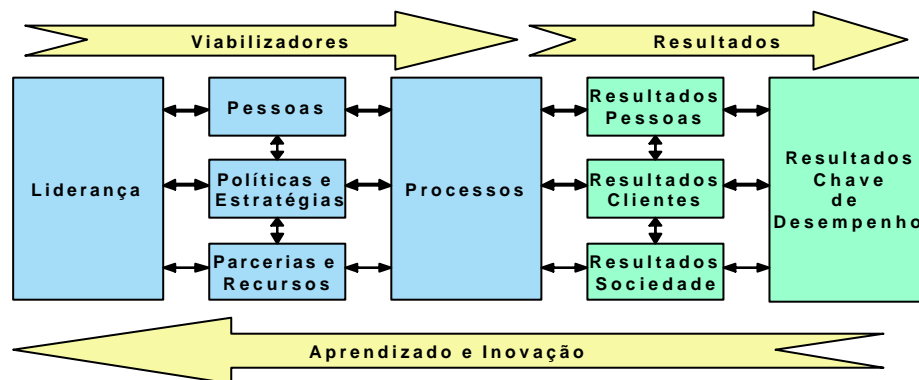 Viabilizadores
Resultados
Liderança
Pessoas
Políticas e
Estratégias
Parcerias e
Recursos
Processos
Resultados
Pessoas
Resultados
Clientes
Resultados
Sociedade
Resultados
Chave
de
Desempenho
Aprendizado e Inovação